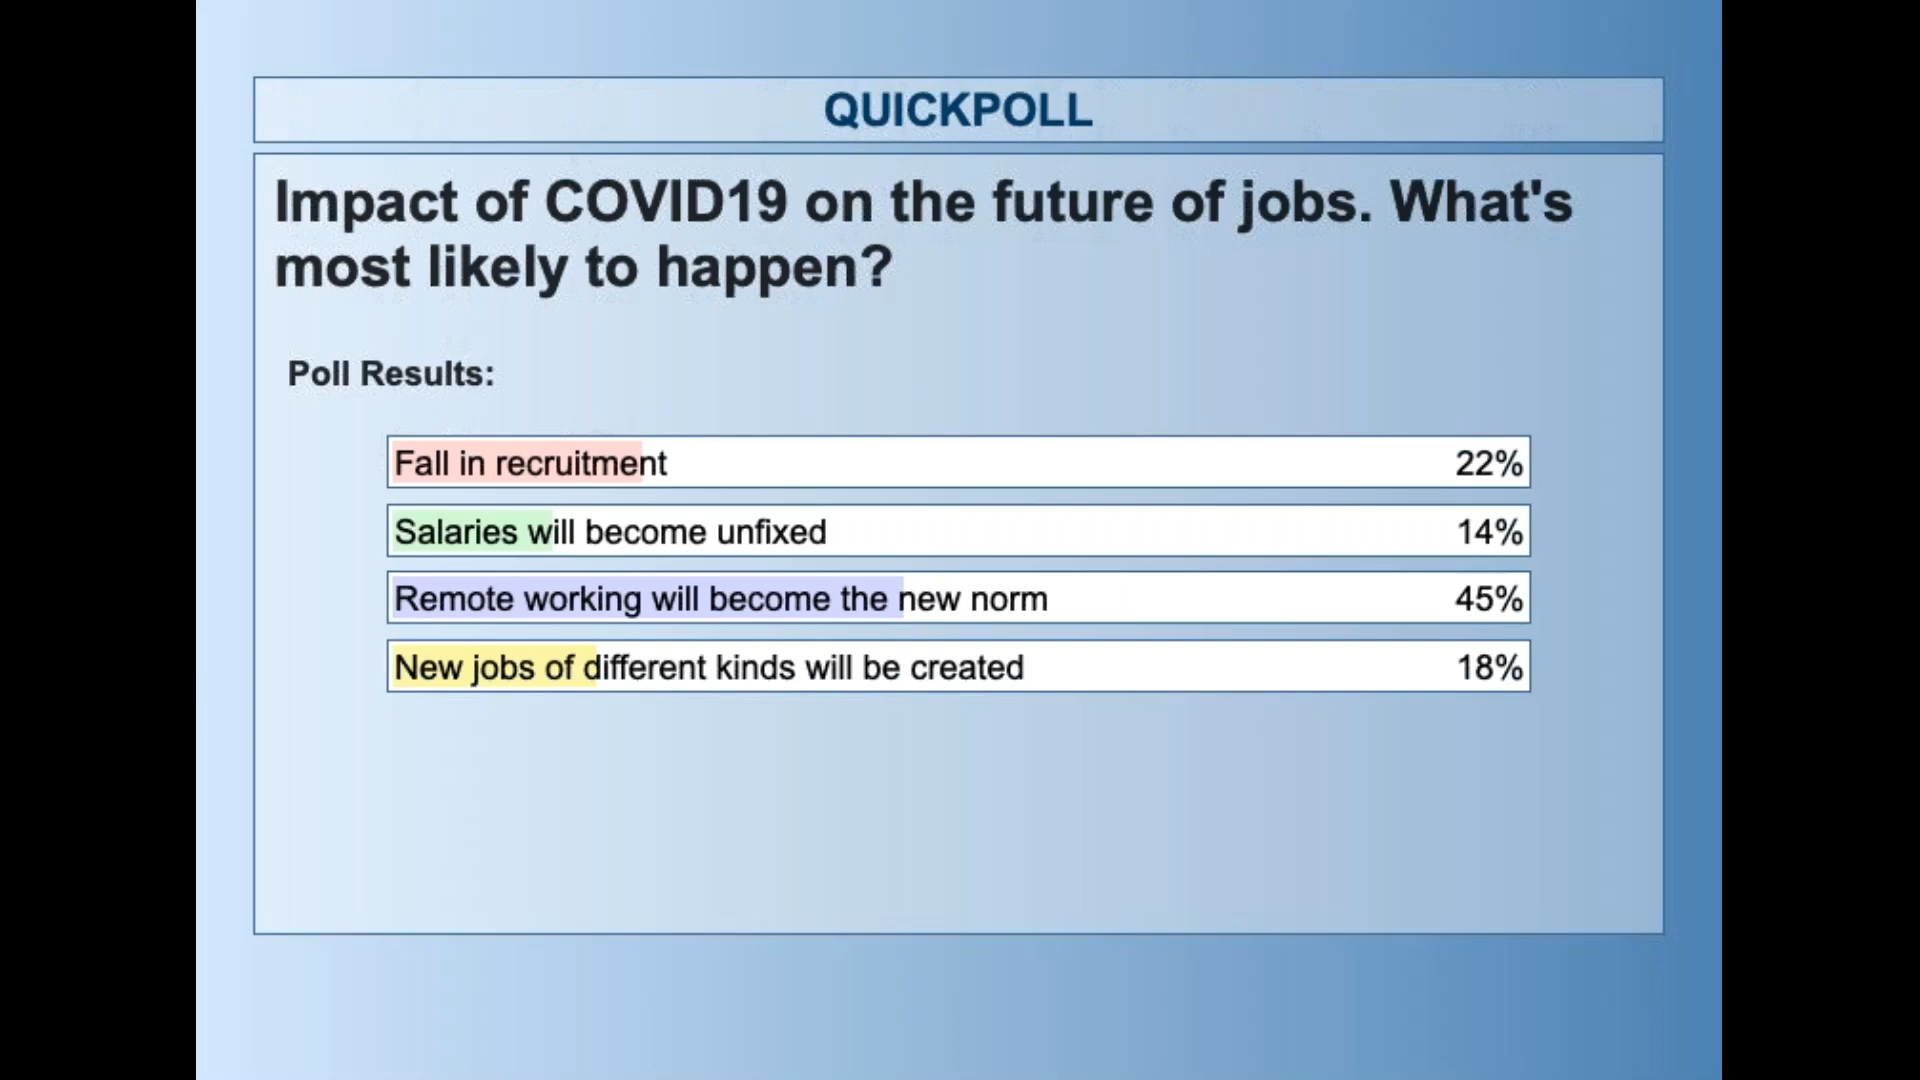 QUICKPOLL
Impact of COVID19 on the future of jobs. What's
most likely to happen?
Poll Results:
Fall in recruitment 22%
Salaries will become unfixed 14%
Remote working will become the new norm 45%
New jobs of different kinds will be created 18%